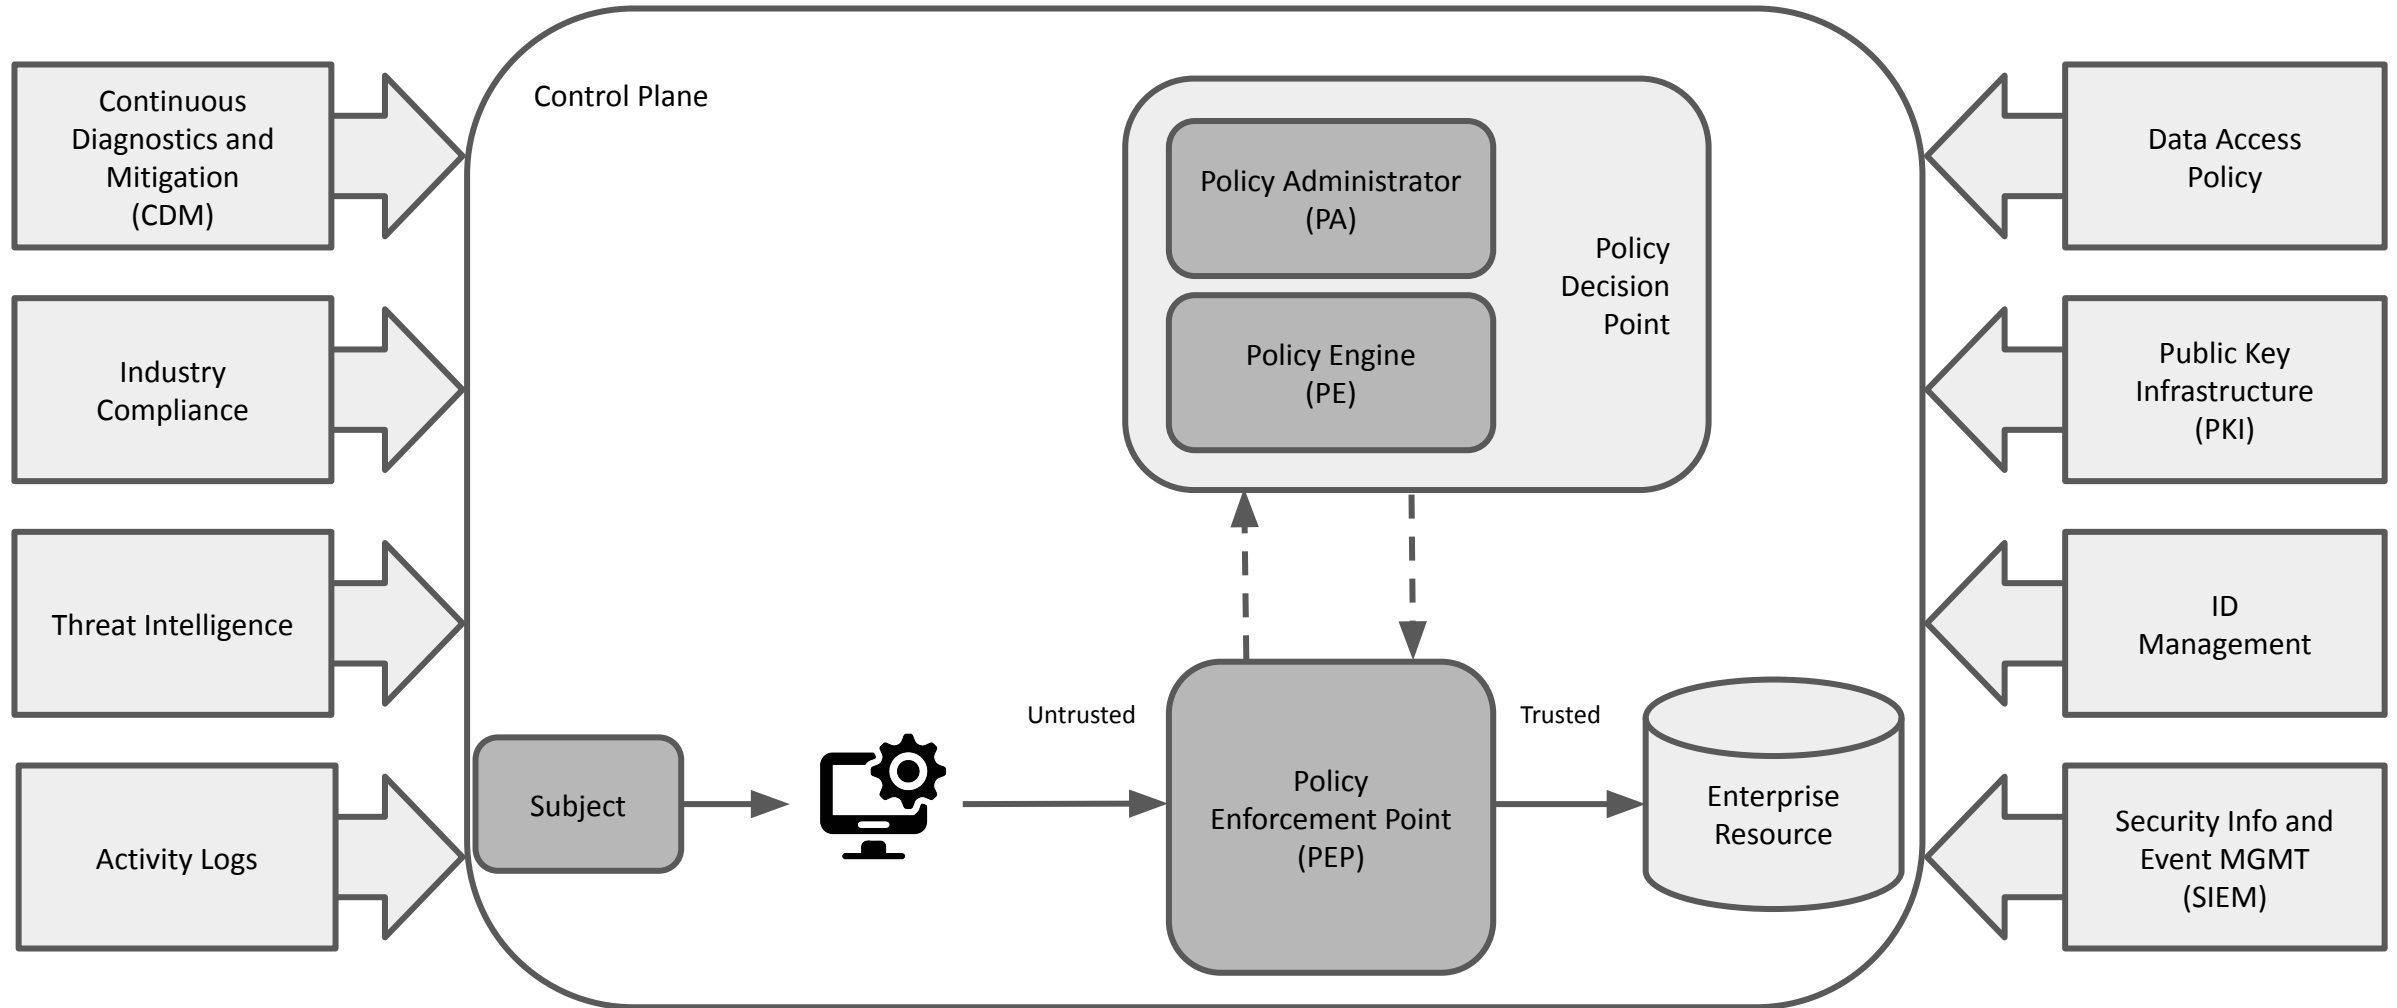 Control Plane
Continuous
Diagnostics and
Mitigation
(CDM)
Industry
Compliance
Threat Intelligence
Activity Logs
Policy Administrator
(PA)
Policy Engine
(PE)
Policy
Decision
Point
Subject
Untrusted
Policy
Enforcement Point
(PEP)
Trusted
Enterprise
Resource
Data Access
Policy
Public Key
Infrastructure
(PKI)
ID
Management
Security Info and
Event MGMT
(SIEM)